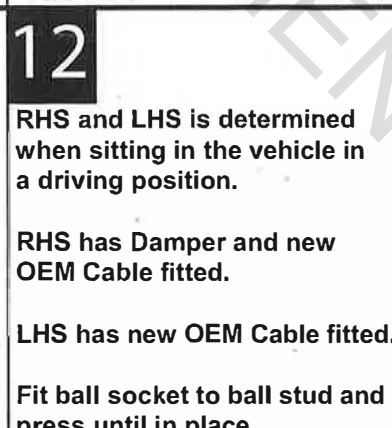 12
RHS and LHS is determined
when sitting in the vehicle in
a driving position.
RHS has Damper and new
OEM Cable fitted.
LHS has new OEM Cable fitted.
Fit ball socket to ball stud and
press until in place